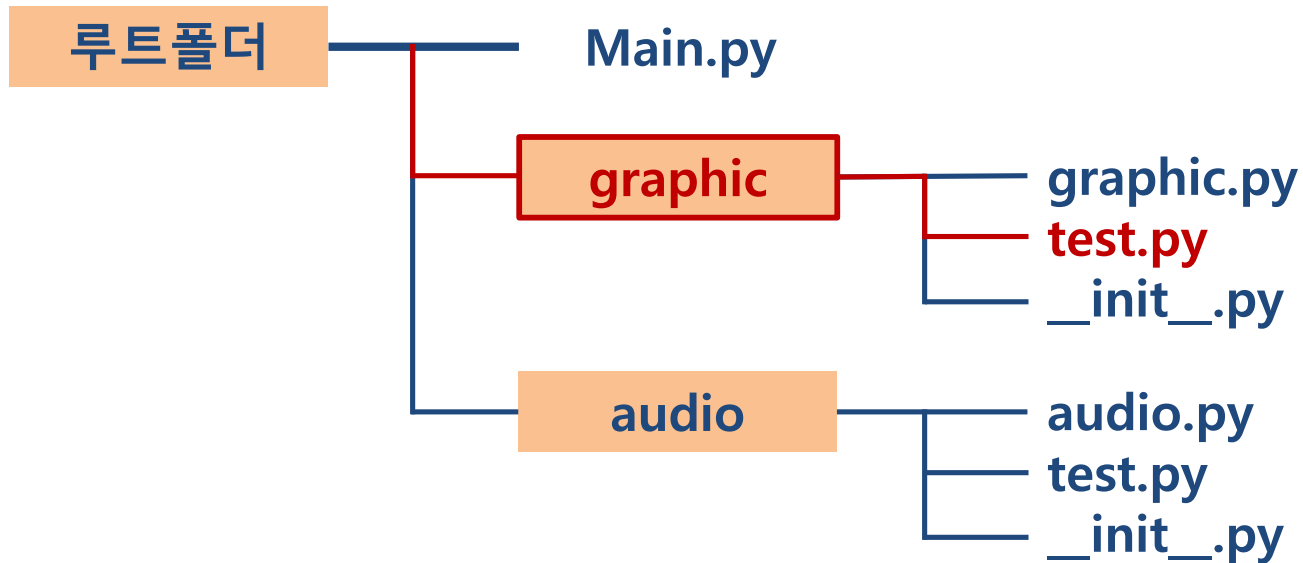 루트폴더
Main.py
graphic
graphic.py
test.py
__init__.py
audio
audio.py
test.py
__init__.py